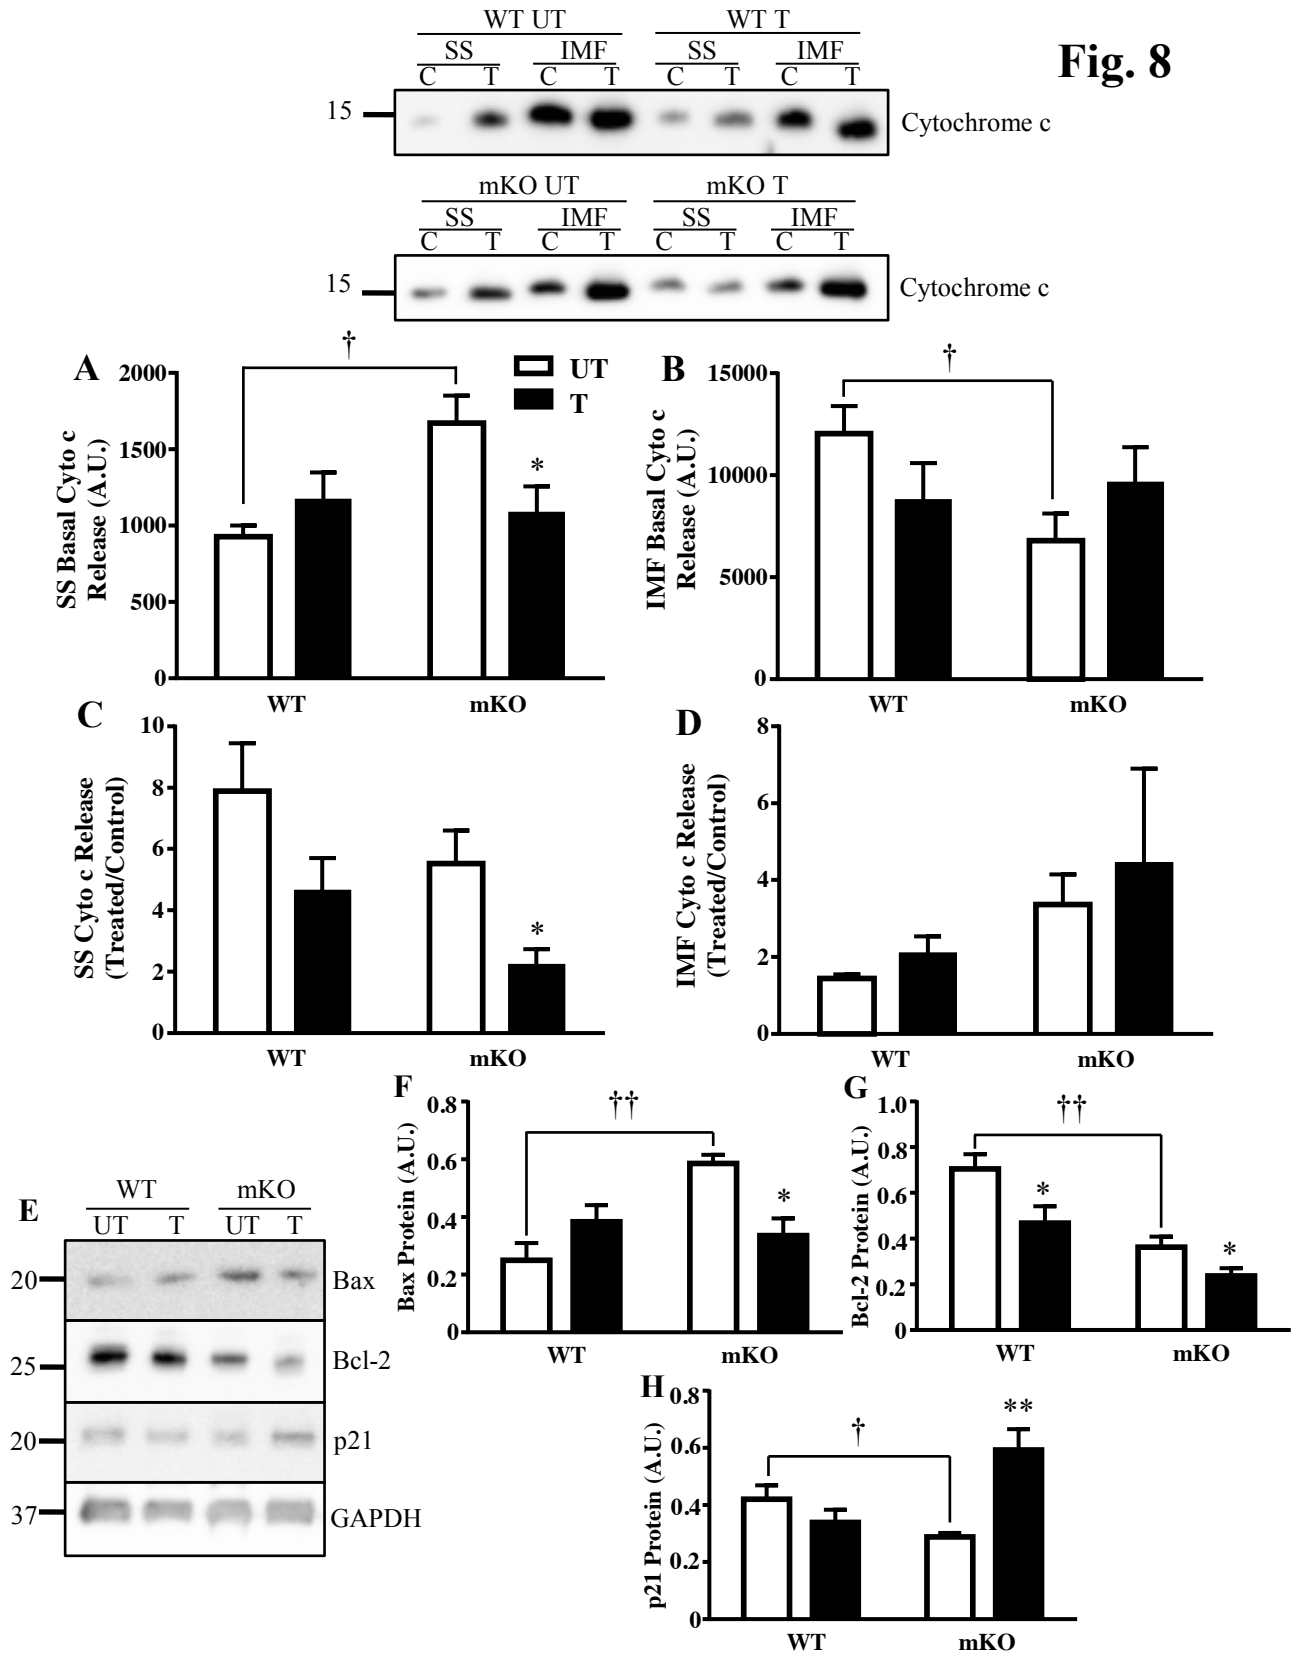 Fig. 8
WT UT WT T
SS IMF SS IMF
C T C T C T C T
15 Cytochrome c
mKO UT mKO T
SS IMF SS IMF
C T C T C T C T
15 Cytochrome c
A
†
UT
T
SS Basal Cyto c
Release (A.U.)
2000
1500
1000
500
0
*
WT mKO
B
†
IMF Basal Cyto c
Release (A.U.)
15000
10000
5000
0
WT mKO
C
SS Cyto c Release
(Treated/Control)
10
8
6
4
2
0
*
WT mKO
D
IMF Cyto c Release
(Treated/Control)
8
6
4
2
0
WT mKO
E
WT mKO
UT T UT T
20 Bax
25 Bcl-2
20 p21
37 GAPDH
F
††
Bax Protein (A.U.)
0.8
0.6
0.4
0.2
0
*
WT mKO
G
††
Bcl-2 Protein (A.U.)
1.0
0.8
0.6
0.4
0.2
0
* *
WT mKO
H
† **
p21 Protein (A.U.)
0.8
0.6
0.4
0.2
0
WT mKO